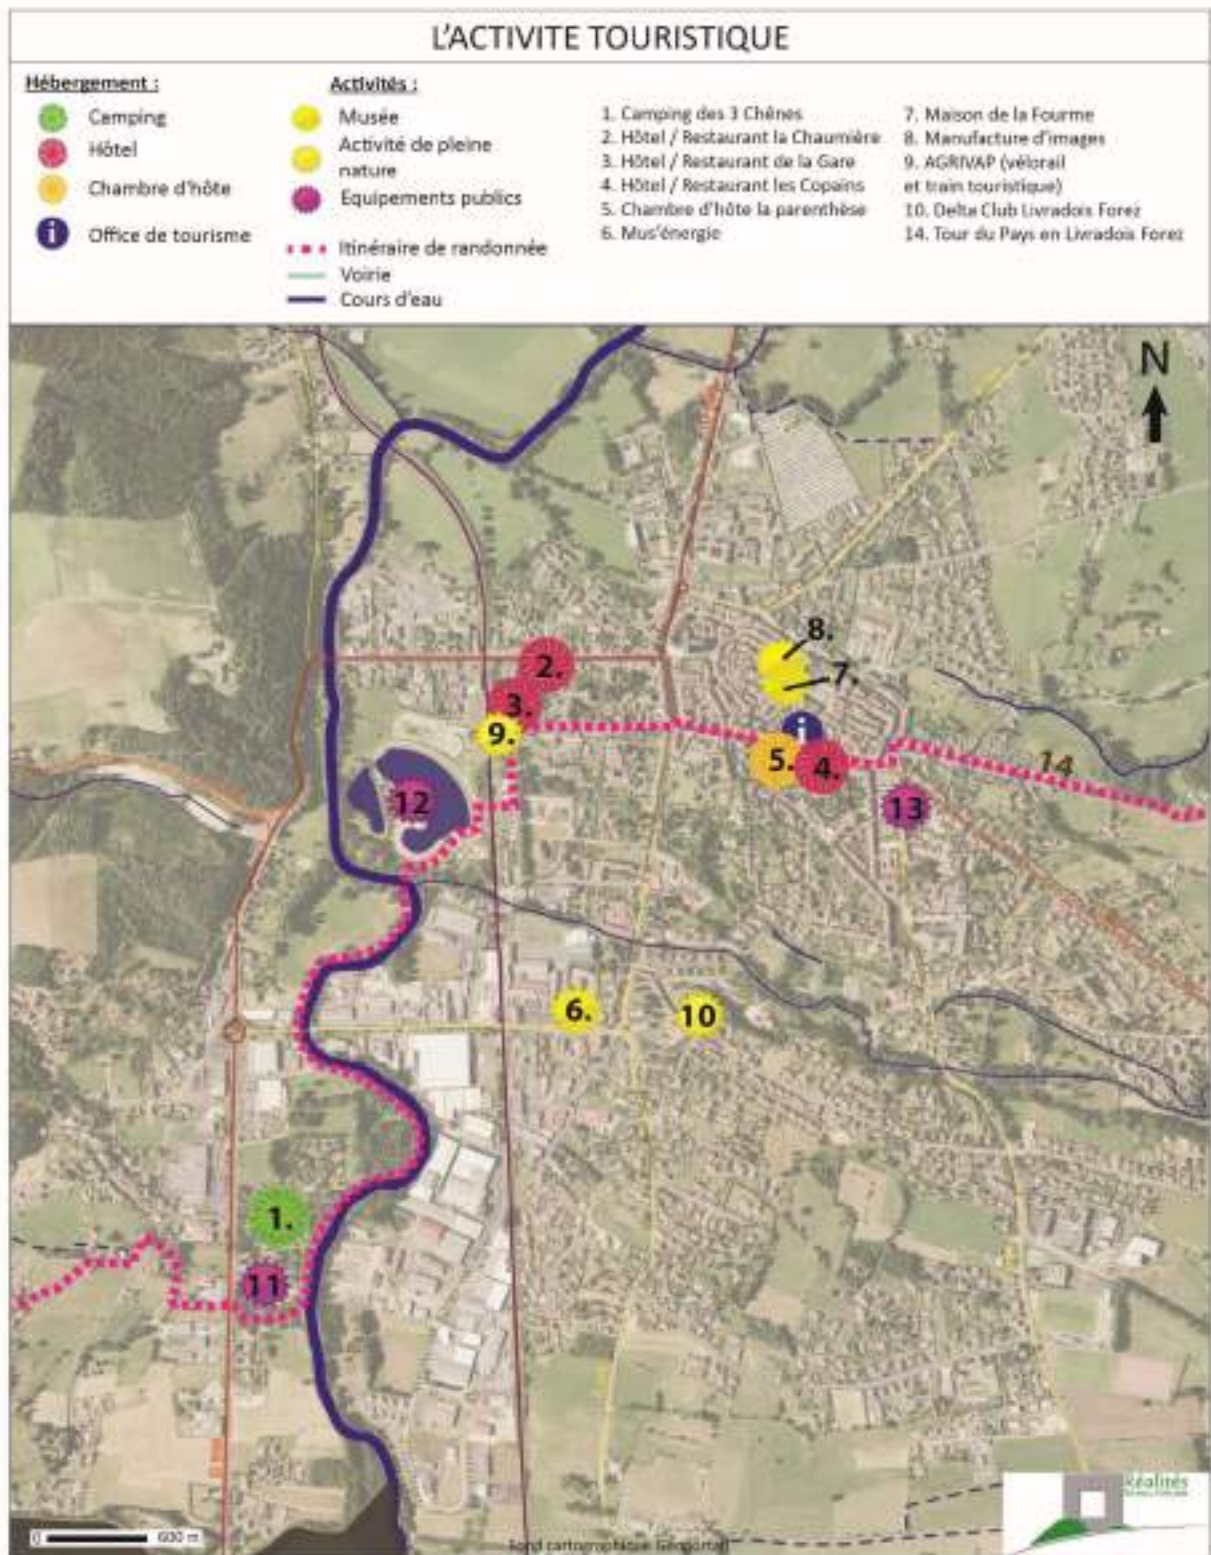 L'ACTIVITE TOURISTIQUE
Hébergement :
Camping
Hôtel
Chambre d'hôte
i Office de tourisme
Activités :
Musée
Activité de pleine
nature
Equipements publics
Itinéraire de randonnée
Voirie
Cours d'eau
1. Camping des 3 Chênes
2. Hôtel / Restaurant la Chaumière
3. Hôtel / Restaurant de la Gare
4. Hôtel / Restaurant les Copains
5. Chambre d'hôte la parenthèse
6. Mus'énergie
7. Maison de la Fourme
8. Manufacture d'images
9. AGRIVAP (vélorail
et train touristique)
10. Delta Club Livradois Forez
14. Tour du Pays en Livradois Forez
N
8.
2.
7.
3.
9.
i
5.
4.
14
12
13
6.
10
1.
11
0 600 m
Fond cartographique Géoportail
Réalités